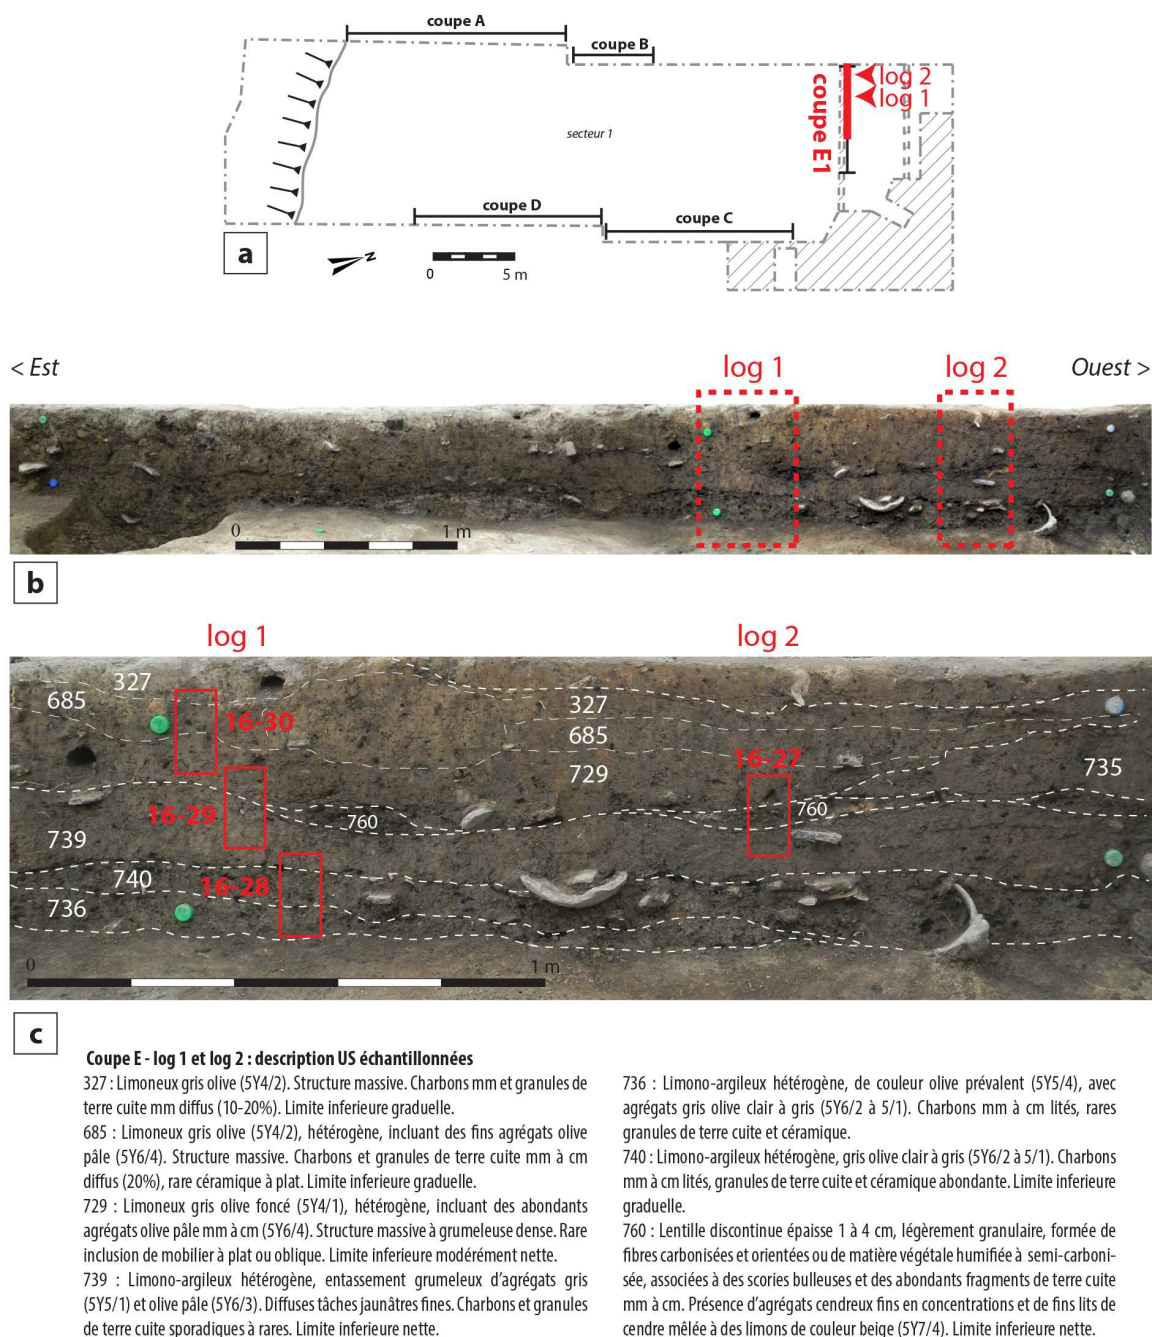 coupe A
coupe B
log 2
log 1
coupe E1
secteur 1
coupe D
coupe C
a
N
0
5 m
< Est
log 1
log 2
Ouest >
0
1 m
b
log 1
log 2
327
685
16-30
327
685
16-27
729
735
16-29
760
760
739
740
16-28
736
0
1 m
c
Coupe E - log 1 et log 2 : description US échantillonnées
327 : Limoneux gris olive (5Y4/2). Structure massive. Charbons mm et granules de
terre cuite mm diffus (10-20%). Limite inferieure graduelle.
685 : Limoneux gris olive (5Y4/2), hétérogène, incluant des fins agrégats olive
pâle (5Y6/4). Structure massive. Charbons et granules de terre cuite mm à cm
diffus (20%), rare céramique à plat. Limite inferieure graduelle.
729 : Limoneux gris olive foncé (5Y4/1), hétérogène, incluant des abondants
agrégats olive pâle mm à cm (5Y6/4). Structure massive à grumeleuse dense. Rare
inclusion de mobilier à plat ou oblique. Limite inferieure modérément nette.
739 : Limono-argileux hétérogène, entassement grumeleux d'agrégats gris
(5Y5/1) et olive pâle (5Y6/3). Diffuses tâches jaunâtres fines. Charbons et granules
de terre cuite sporadiques à rares. Limite inferieure nette.
736 : Limono-argileux hétérogène, de couleur olive prévalent (5Y5/4), avec
agrégats gris olive clair à gris (5Y6/2 à 5/1). Charbons mm à cm lités, rares
granules de terre cuite et céramique.
740 : Limono-argileux hétérogène, gris olive clair à gris (5Y6/2 à 5/1). Charbons
mm à cm lités, granules de terre cuite et céramique abondante. Limite inferieure
graduelle.
760 : Lentille discontinue épaisse 1 à 4 cm, légèrement granulaire, formée de
fibres carbonisées et orientées ou de matière végétale humifiée à semi-carboni-
sée, associées à des scories bulleuses et des abondants fragments de terre cuite
mm à cm. Présence d'agrégats cendreux fins en concentrations et de fins lits de
cendre mêlée à des limons de couleur beige (5Y7/4). Limite inferieure nette.